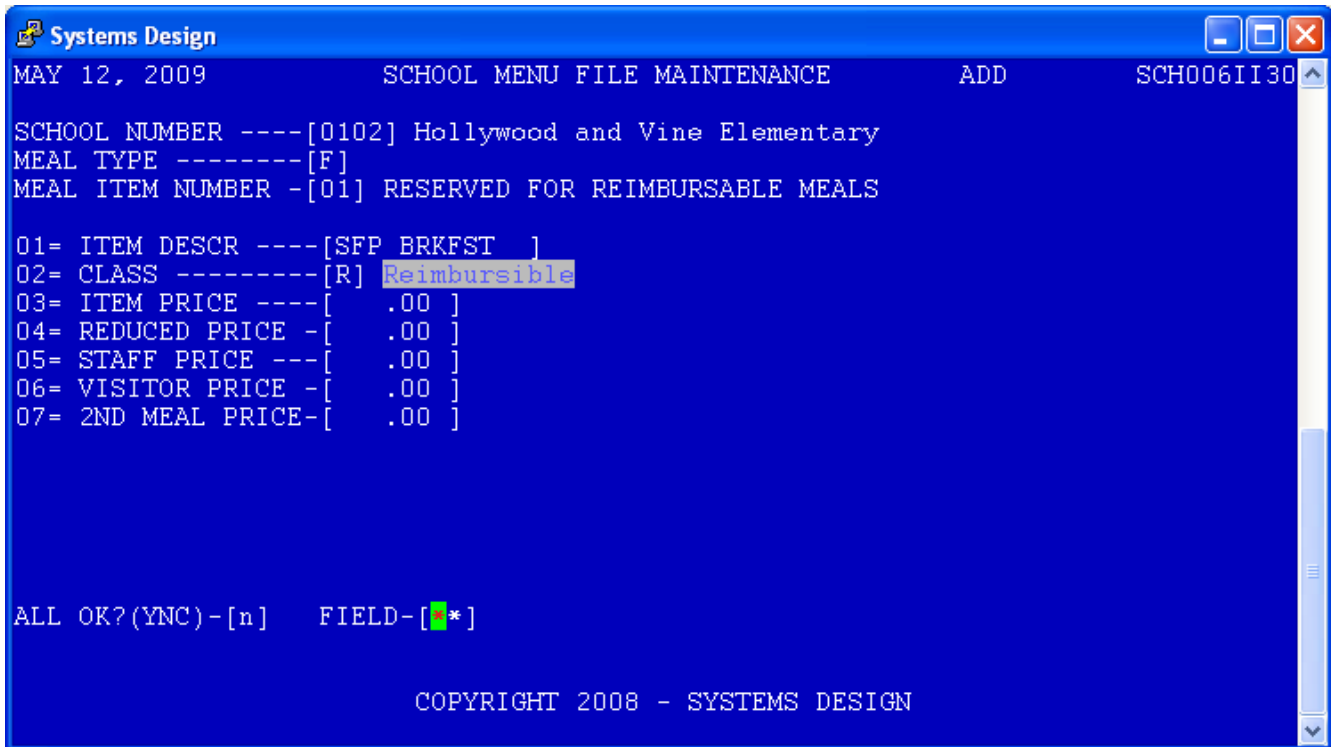 Systems Design
MAY 12, 2009 SCHOOL MENU FILE MAINTENANCE ADD SCH006II30
SCHOOL NUMBER ----[0102] Hollywood and Vine Elementary
MEAL TYPE --------[F]
MEAL ITEM NUMBER -[01] RESERVED FOR REIMBURSABLE MEALS
01= ITEM DESCR ----[SFP BRKFST  ]
02= CLASS ---------[R] Reimbursible
03= ITEM PRICE ----[   .00 ]
04= REDUCED PRICE -[   .00 ]
05= STAFF PRICE ---[   .00 ]
06= VISITOR PRICE -[   .00 ]
07= 2ND MEAL PRICE-[   .00 ]
ALL OK?(YNC)-[n]   FIELD-[**]
COPYRIGHT 2008 - SYSTEMS DESIGN